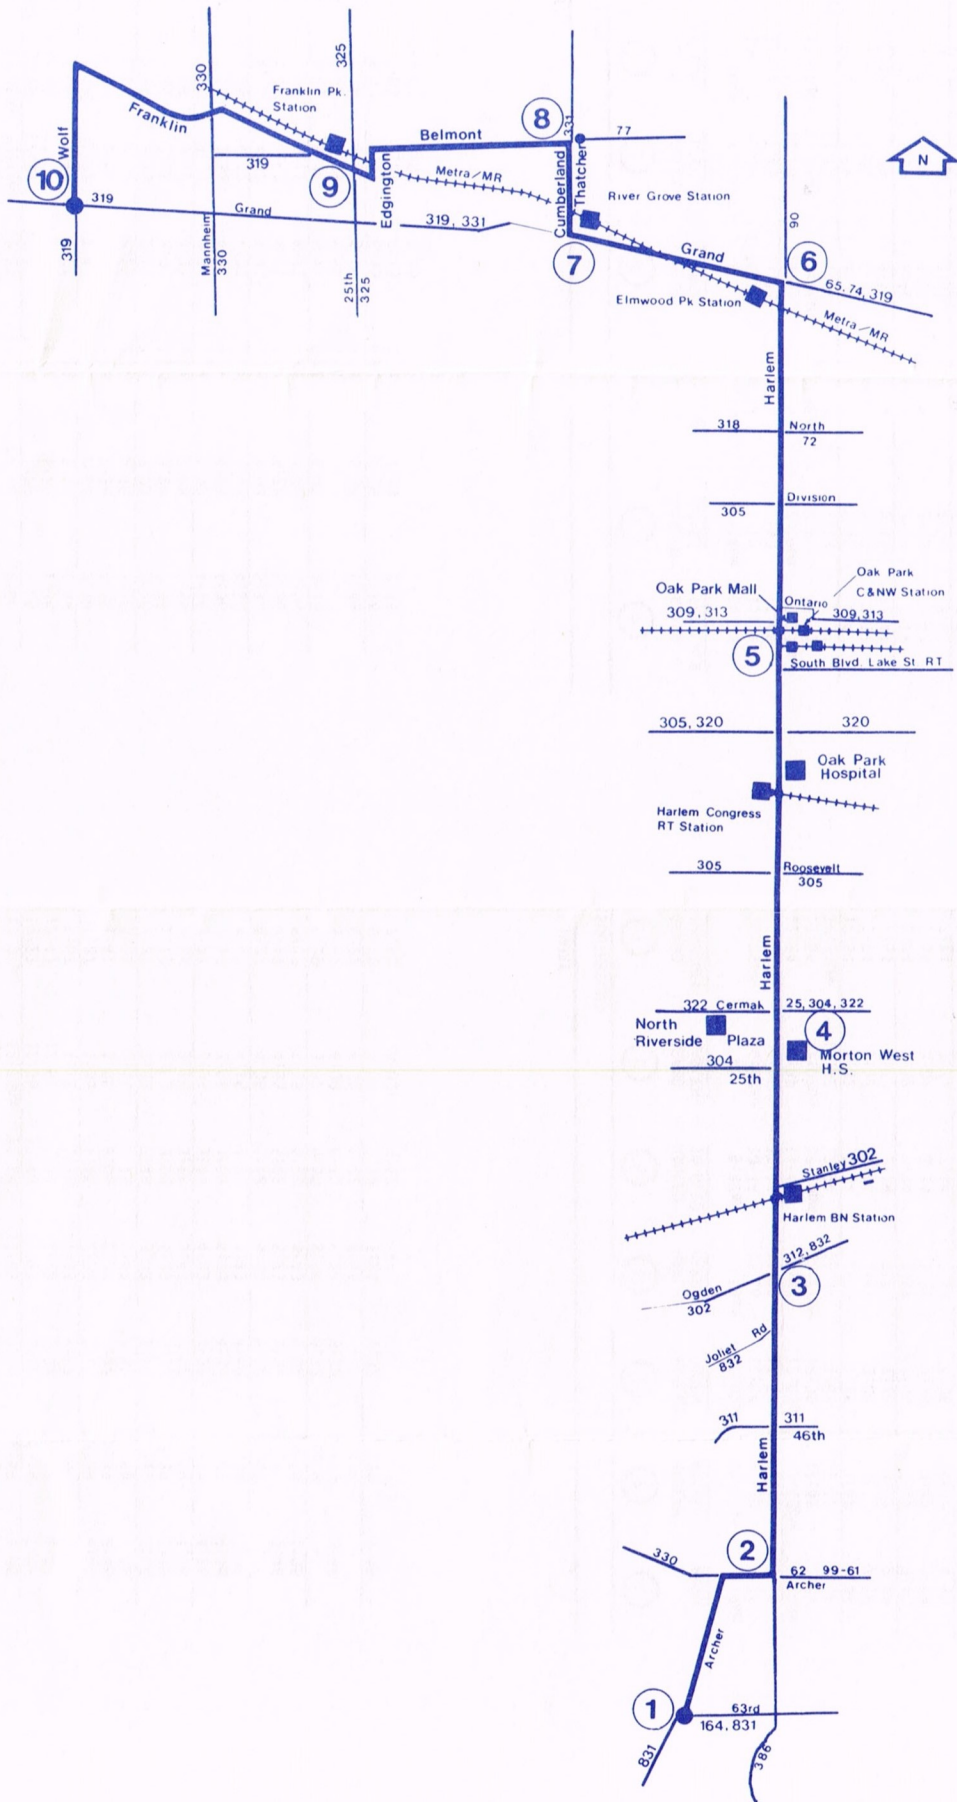 325
330
Franklin Pk.
Station
Franklin
Wolf
8
331
77
Belmont
319
9
Edgington
Metra/MR
Cumberland
Thatcher
River Grove Station
N
10
319
319
Grand
319, 331
Mannheim
330
25th
325
7
Grand
90
6
65, 74, 319
Elmwood Pk Station
Metra/MR
Harlem
318
North
72
Division
305
Oak Park
C&NW Station
Oak Park Mall
Ontario
309, 313
309, 313
5
South Blvd. Lake St. RT
305, 320
320
Oak Park
Hospital
Harlem Congress
RT Station
305
Roosevelt
305
Harlem
322 Cermak
25, 304, 322
North
Riverside Plaza
4
Morton West
H.S.
304
25th
Stanley 302
Harlem BN Station
312, 832
3
Ogden
302
Joliet Rd
832
311
311
46th
Harlem
2
330
62 99-61
Archer
Archer
1
63rd
164, 831
831
386